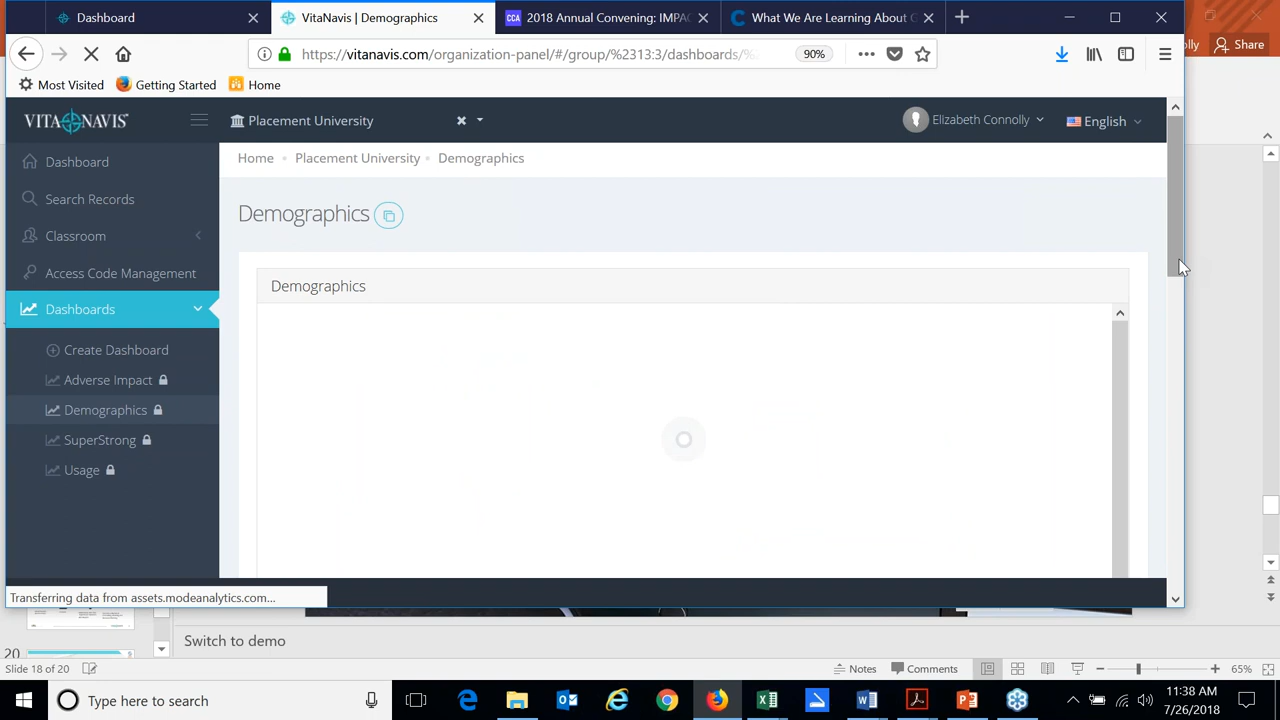 Dashboard
VitaNavis | Demographics
CCA 2018 Annual Convening: IMPAC
What We Are Learning About G
https://vitanavis.com/organization-panel/#/group/%2313:3/dashboards/%
90%
Most Visited
Getting Started
Home
Share
VITANAVIS
Placement University
Elizabeth Connolly
English
Home • Placement University • Demographics
Dashboard
Search Records
Classroom
Access Code Management
Dashboards
Create Dashboard
Adverse Impact
Demographics
SuperStrong
Usage
Demographics
Demographics
Transferring data from assets.modeanalytics.com...
20
Switch to demo
Slide 18 of 20
Notes
Comments
65%
Type here to search
11:38 AM
7/26/2018